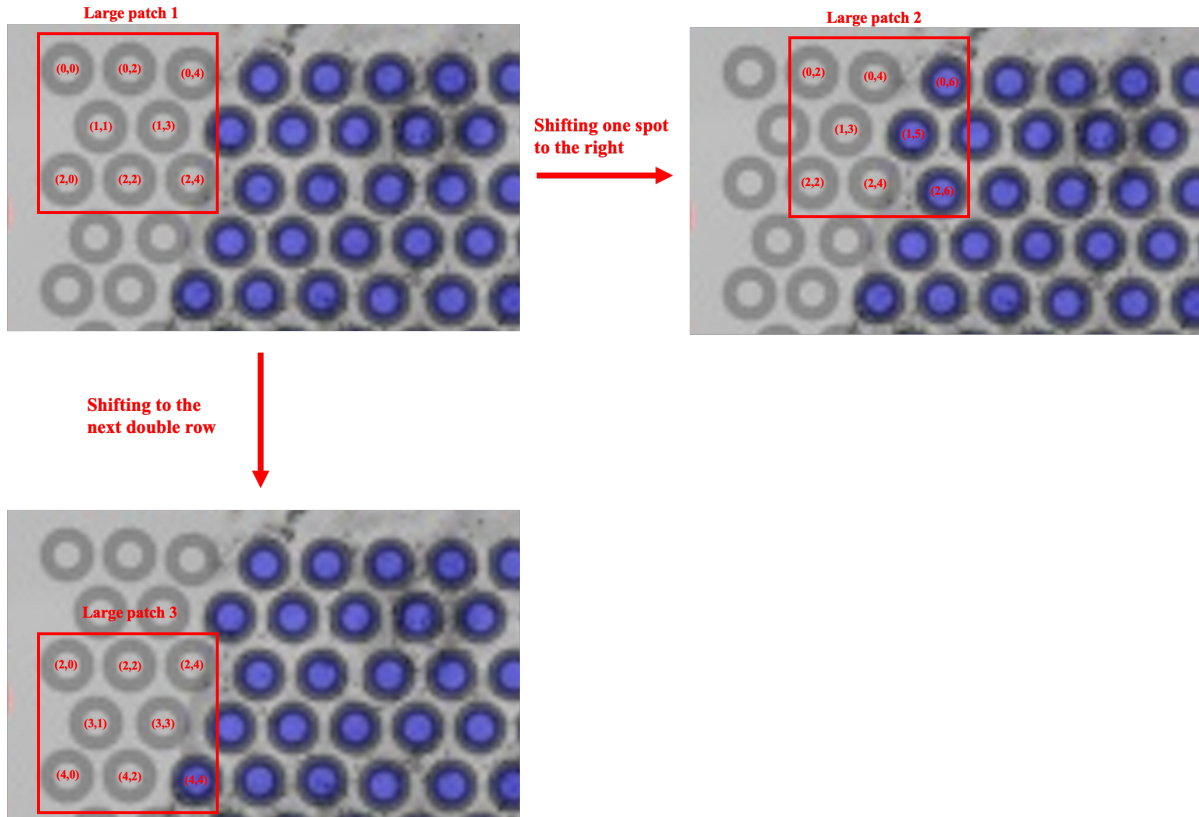 Large patch 1
(0,0) (0,2) (0,4)
(1,1) (1,3)
(2,0) (2,2) (2,4)
Shifting one spot
to the right
Large patch 2
(0,2) (0,4) (0,6)
(1,3) (1,5)
(2,2) (2,4) (2,6)
Shifting to the
next double row
Large patch 3
(2,0) (2,2) (2,4)
(3,1) (3,3)
(4,0) (4,2) (4,4)